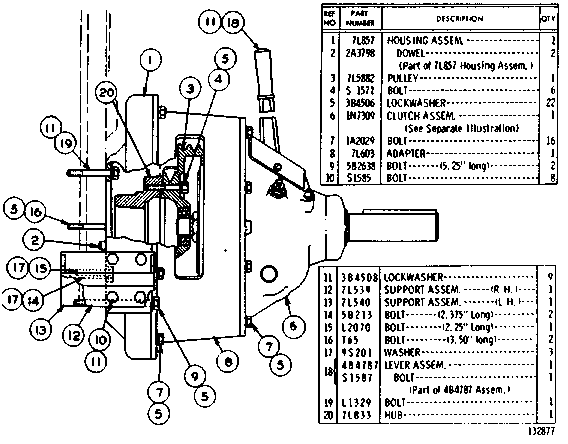 REF NO PART NUMBER DESCRIPTION QTY
1 7L857 HOUSING ASSEM. 1
2 2A3798 DOWEL 2
(Part of 7L857 Housing Assem.)
3 7L5882 PULLEY 1
4 S 1571 BOLT 6
5 3B4506 LOCKWASHER 22
6 1N7309 CLUTCH ASSEM. 1
(See Separate Illustration)
7 1A2029 BOLT 16
8 7L603 ADAPTER 1
9 5B2638 BOLT (5.25" long) 2
10 S1585 BOLT 8
11 3B4508 LOCKWASHER 9
12 7L539 SUPPORT ASSEM. (R.H.) 1
13 7L540 SUPPORT ASSEM. (L.H.) 1
14 5B213 BOLT (2.375" Long) 2
15 L2070 BOLT (2.25" Long) 1
16 T65 BOLT (3.50" Long) 2
17 9S201 WASHER 3
18 4B4787 LEVER ASSEM. 1
S1587 BOLT 1
(Part of 4B4787 Assem.)
19 L1329 BOLT 1
20 7L833 HUB 1
11 18
1
5
3
4
20
11
19
5 16
2
17 15
17 14
13 12 10
11
9
5
7
5
8
7
5
6
132877